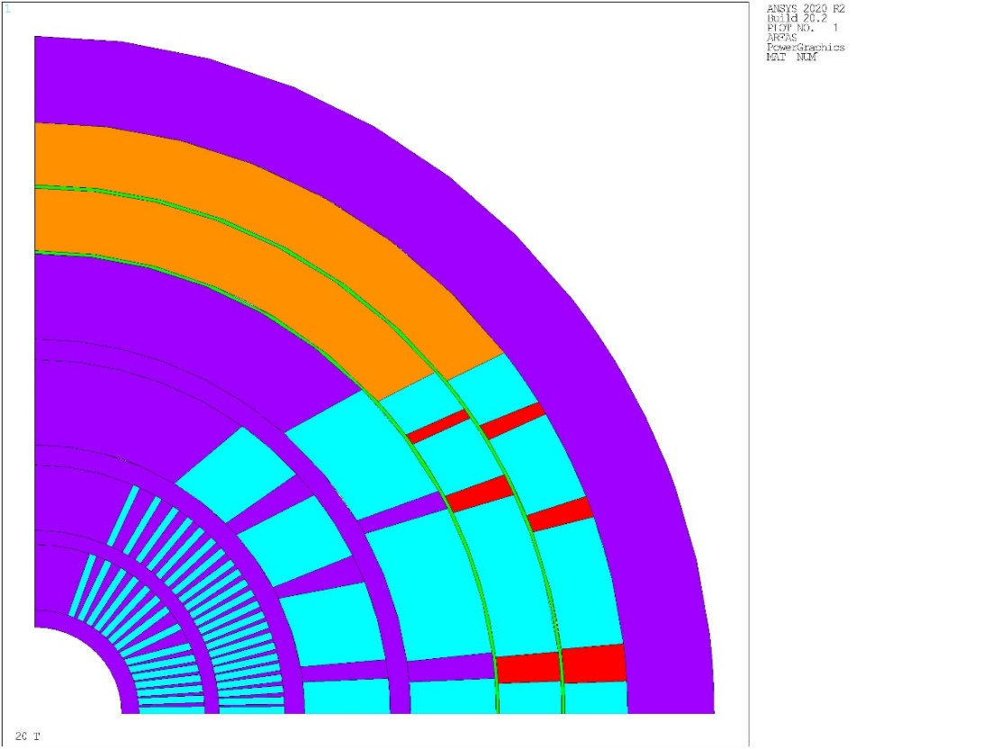 1
ANSYS 2020 R2
Build 20.2
PLOT NO. 1
AREAS
PowerGraphics
MAT NUM
20 T